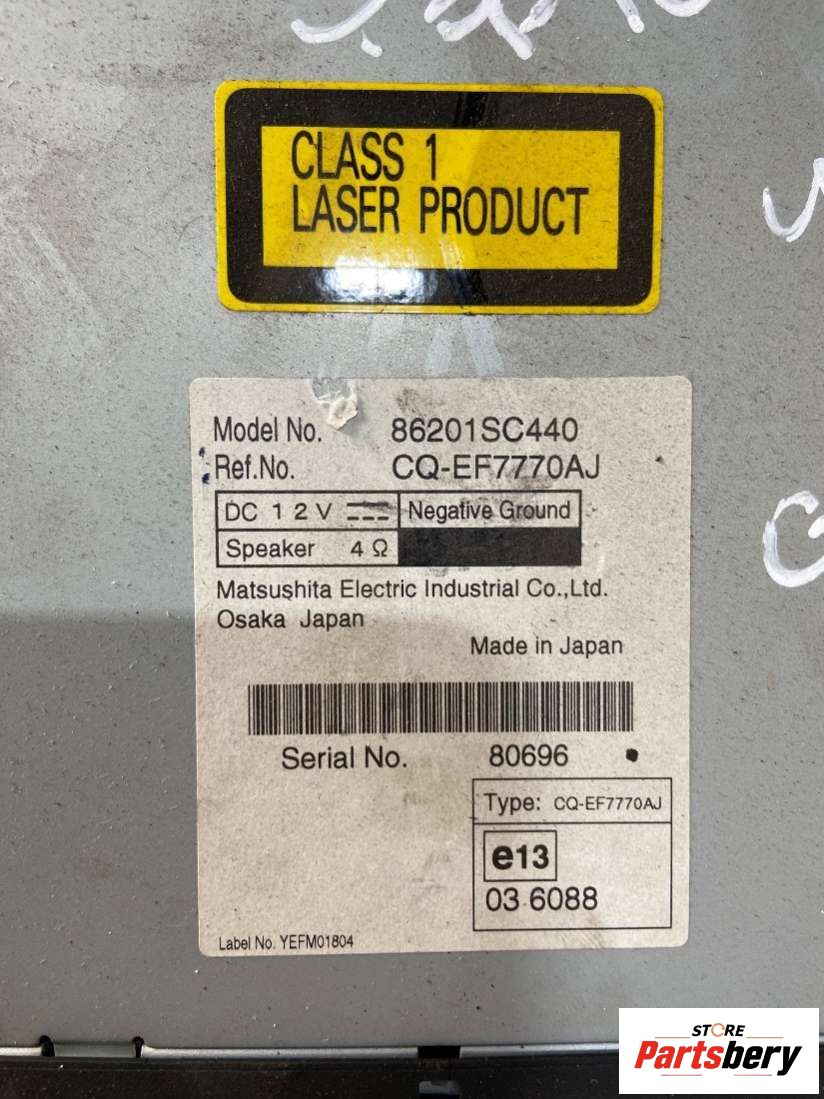 CLASS 1
LASER PRODUCT
Model No. 86201SC440
Ref.No. CQ-EF7770AJ
DC 12V Negative Ground
Speaker 4Ω
Matsushita Electric Industrial Co.,Ltd.
Osaka Japan
Made in Japan
Serial No. 80696
Type: CQ-EF7770AJ
e13
03 6088
Label No. YEFM01804
STORE
Partsbery